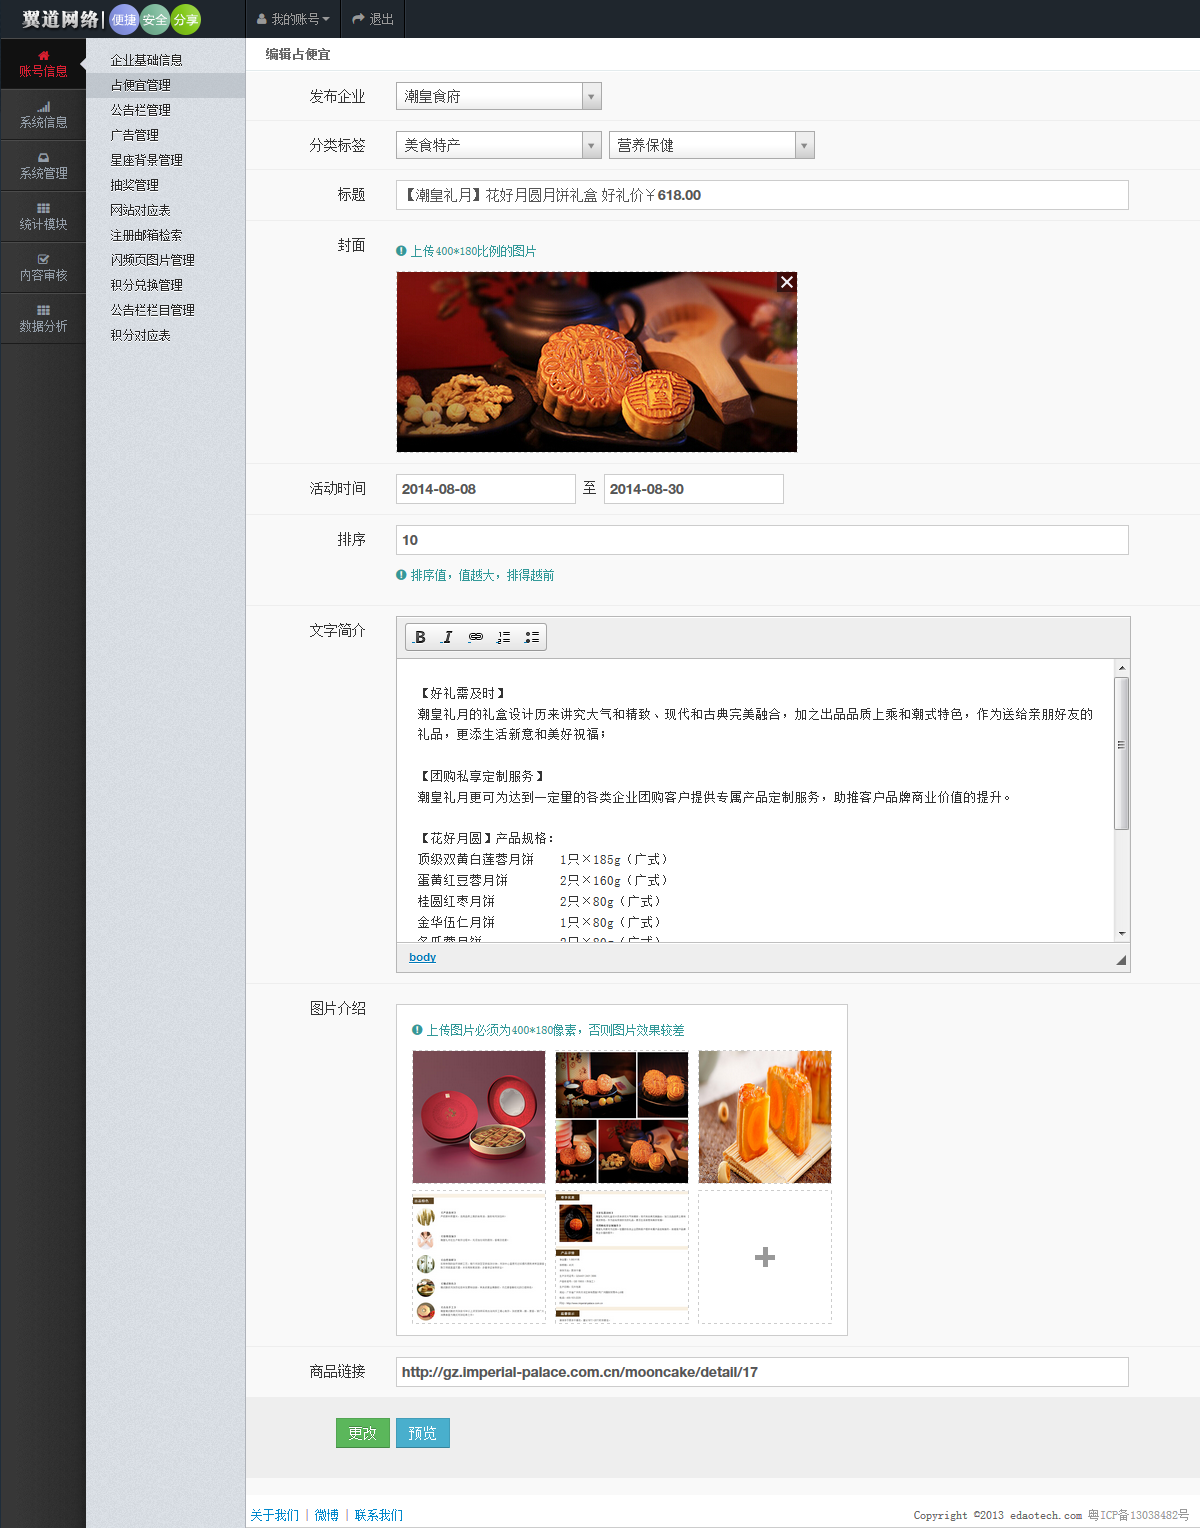 翼道网络 | 便捷 安全 分享
我的账号
退出
账号信息
系统信息
系统管理
统计模块
内容审核
数据分析
企业基础信息
占便宜管理
公告栏管理
广告管理
星座背景管理
抽奖管理
网站对应表
注册邮箱检索
闪频页图片管理
积分兑换管理
公告栏栏目管理
积分对应表
编辑占便宜
发布企业 潮皇食府
分类标签 美食特产 营养保健
标题 【潮皇礼月】花好月圆月饼礼盒 好礼价￥618.00
封面 上传400*180比例的图片
活动时间 2014-08-08 至 2014-08-30
排序 10
排序值，值越大，排得越前
文字简介 B I
【好礼需及时】
潮皇礼月的礼盒设计历来讲究大气和精致、现代和古典完美融合，加之出品品质上乘和潮式特色，作为送给亲朋好友的
礼品，更添生活新意和美好祝福；
【团购私享定制服务】
潮皇礼月更可为达到一定量的各类企业团购客户提供专属产品定制服务，助推客户品牌商业价值的提升。
【花好月圆】产品规格：
顶级双黄白莲蓉月饼 1只×185g（广式）
蛋黄红豆蓉月饼 2只×160g（广式）
桂圆红枣月饼 2只×80g（广式）
金华伍仁月饼 1只×80g（广式）
冬瓜蓉月饼 2只×80g（广式）
body
图片介绍
上传图片必须为400*180像素，否则图片效果较差
商品链接 http://gz.imperial-palace.com.cn/mooncake/detail/17
更改 预览
关于我们 | 微博 | 联系我们
Copyright ©2013 edaotech.com 粤ICP备13038482号